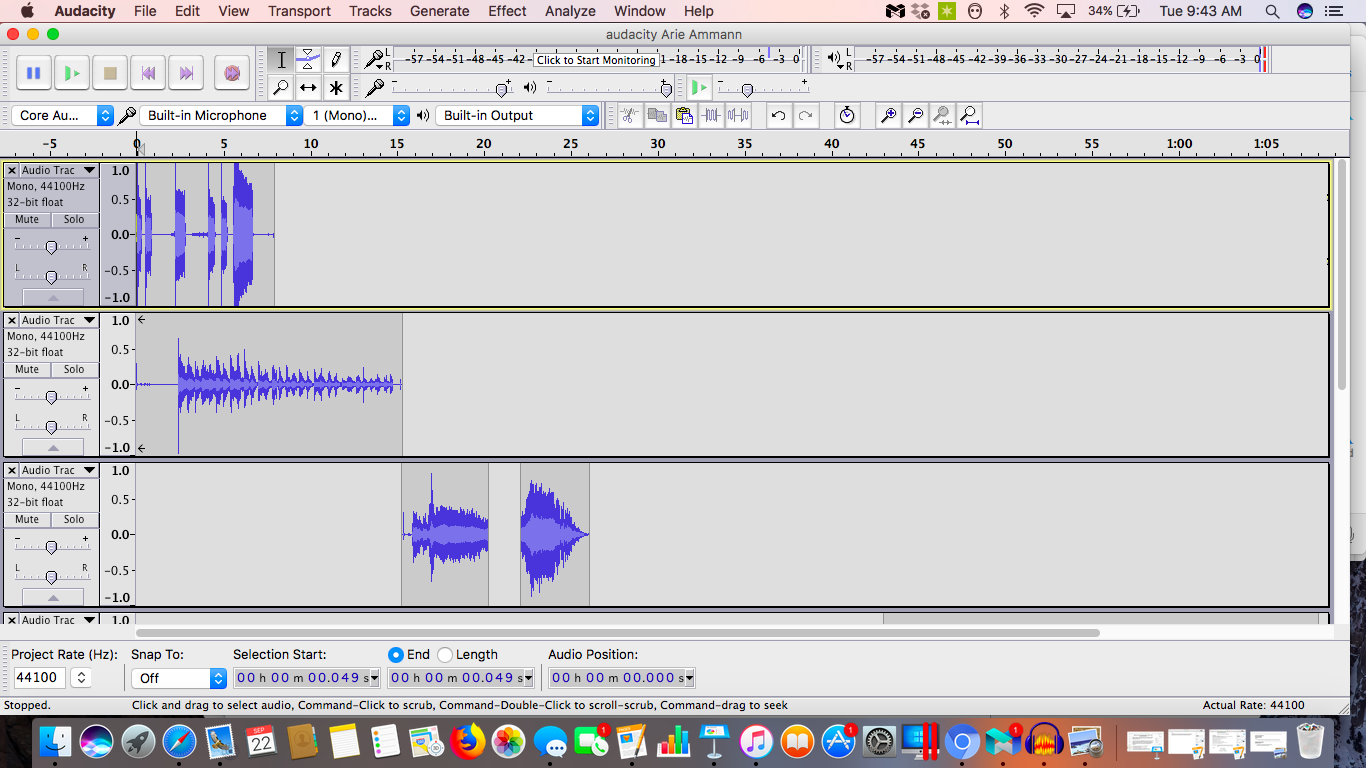 Audacity File Edit View Transport Tracks Generate Effect Analyze Window Help 34% Tue 9:43 AM
audacity Arie Ammann
L R -57 -54 -51 -48 -45 -42- Click to Start Monitoring 1 -18 -15 -12 -9 -6 -3 0
L R -57 -54 -51 -48 -45 -42 -39 -36 -33 -30 -27 -24 -21 -18 -15 -12 -9 -6 -3 0
- + - + - +
Core Au... Built-in Microphone 1 (Mono)... Built-in Output
-5 0 5 10 15 20 25 30 35 40 45 50 55 1:00 1:05
Audio Trac 1.0
Mono, 44100Hz
32-bit float 0.5
Mute Solo
- + 0.0
L R -0.5
-1.0
Audio Trac 1.0
Mono, 44100Hz
32-bit float 0.5
Mute Solo
- + 0.0
L R -0.5
-1.0
Audio Trac 1.0
Mono, 44100Hz
32-bit float 0.5
Mute Solo
- + 0.0
L R -0.5
-1.0
Audio Trac 1.0
Project Rate (Hz): Snap To: Selection Start: End Length Audio Position:
44100 Off 00 h 00 m 00.049 s 00 h 00 m 00.049 s 00 h 00 m 00.000 s
Stopped. Click and drag to select audio, Command-Click to scrub, Command-Double-Click to scroll-scrub, Command-drag to seek Actual Rate: 44100
SEP
22 1 1 1